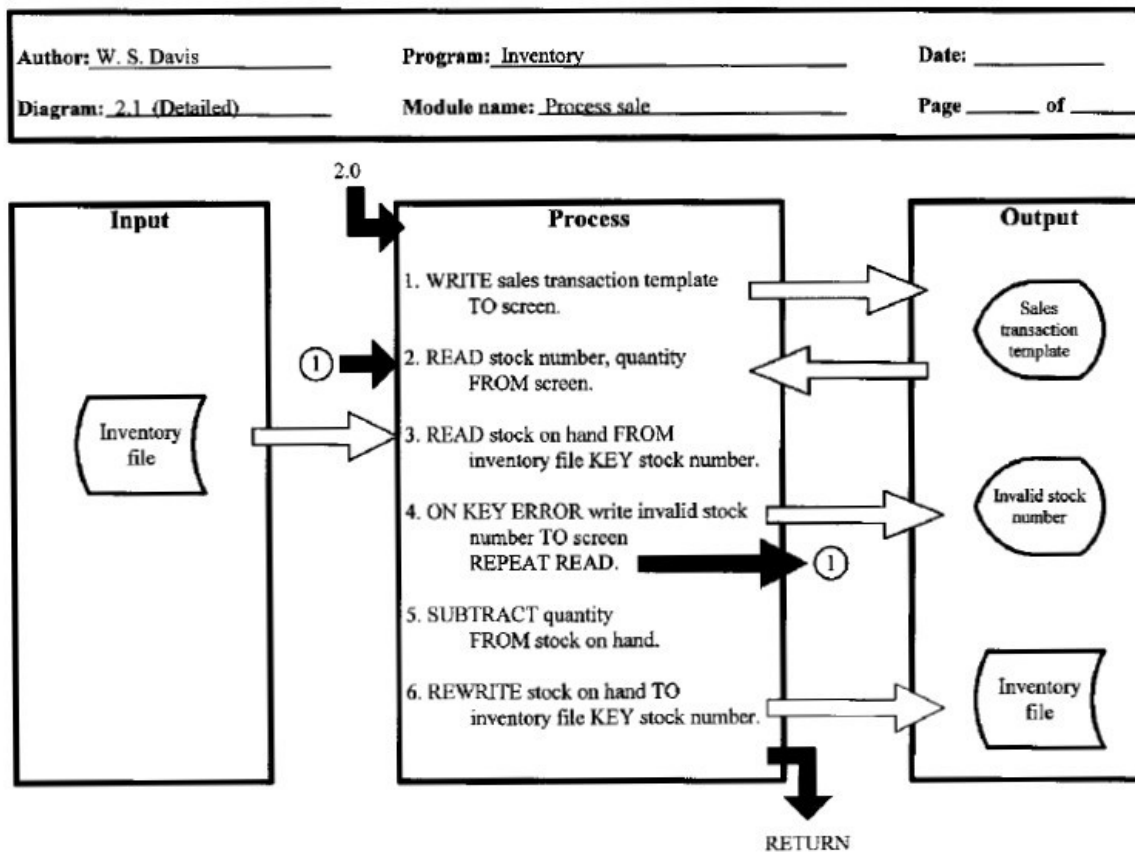 Author: W. S. Davis Program: Inventory Date:
Diagram: 2.1 (Detailed) Module name: Process sale Page of
2.0
Input
Process
Output
1. WRITE sales transaction template
TO screen.
Sales
transaction
template
1
2. READ stock number, quantity
FROM screen.
Inventory
file
3. READ stock on hand FROM
inventory file KEY stock number.
4. ON KEY ERROR write invalid stock
number TO screen
REPEAT READ.
1
Invalid stock
number
5. SUBTRACT quantity
FROM stock on hand.
6. REWRITE stock on hand TO
inventory file KEY stock number.
Inventory
file
RETURN